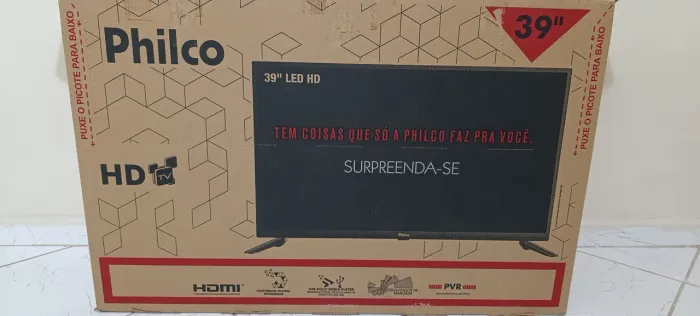 PUXE O PICOTE PARA BAIXO
Philco
39"
PUXE O PICOTE PARA BAIXO
39" LED HD
TEM COISAS QUE SÓ A PHILCO FAZ PRA VOCÊ.
SURPREENDA-SE
HD TV
Philco
HDMI
PVR